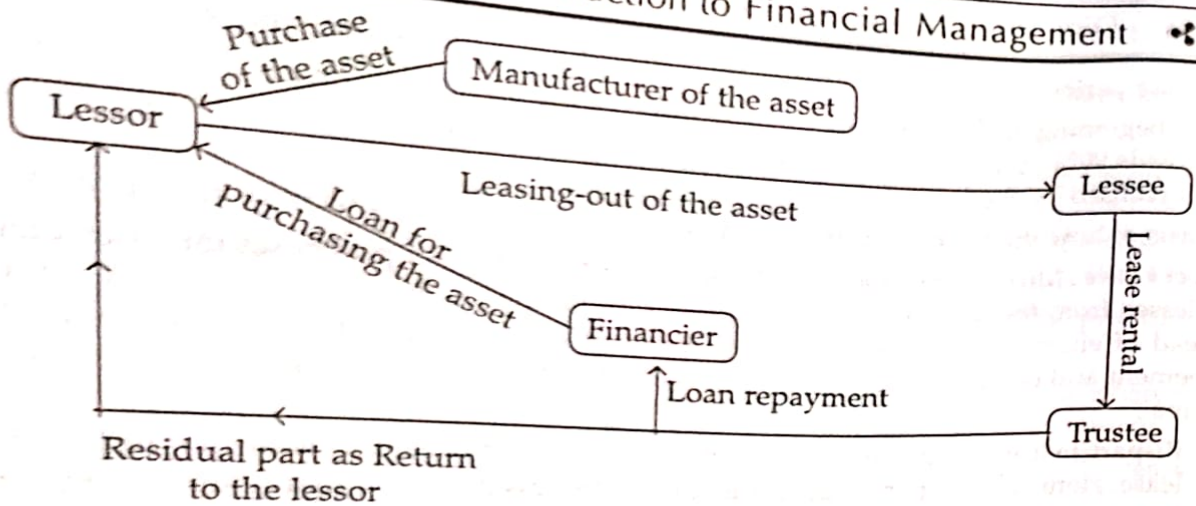 to Financial Management
Purchase
of the asset
Manufacturer of the asset
Lessor
Leasing-out of the asset
Lessee
Loan for
purchasing the asset
Lease rental
Financier
Loan repayment
Trustee
Residual part as Return
to the lessor